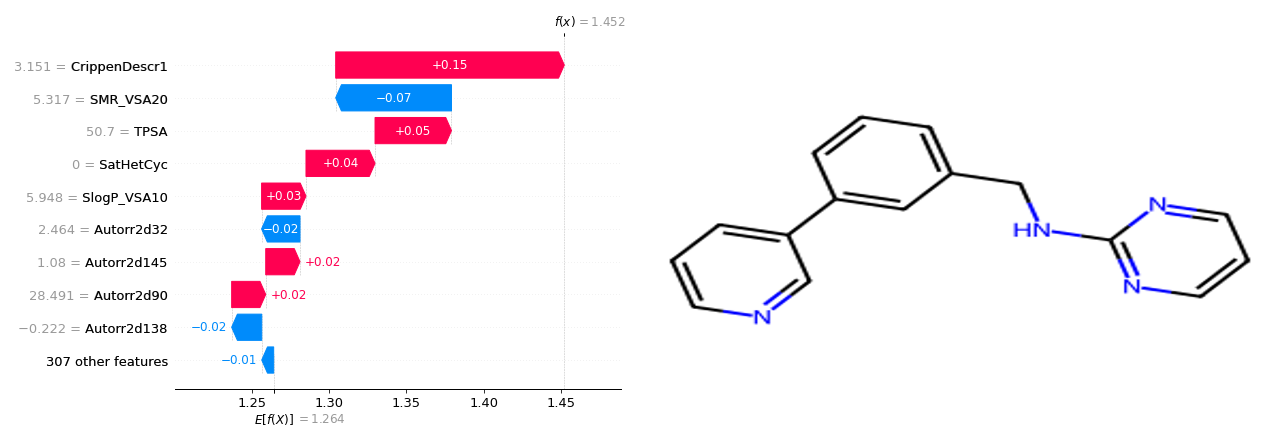 f(x) = 1.452
3.151 = CrippenDescr1
+0.15
5.317 = SMR_VSA20
−0.07
50.7 = TPSA
+0.05
0 = SatHetCyc
+0.04
5.948 = SlogP_VSA10
+0.03
2.464 = Autorr2d32
−0.02
1.08 = Autorr2d145
+0.02
28.491 = Autorr2d90
+0.02
−0.222 = Autorr2d138
−0.02
307 other features
−0.01
1.25 1.30 1.35 1.40 1.45
E[f(X)] = 1.264
HN
N
N
N